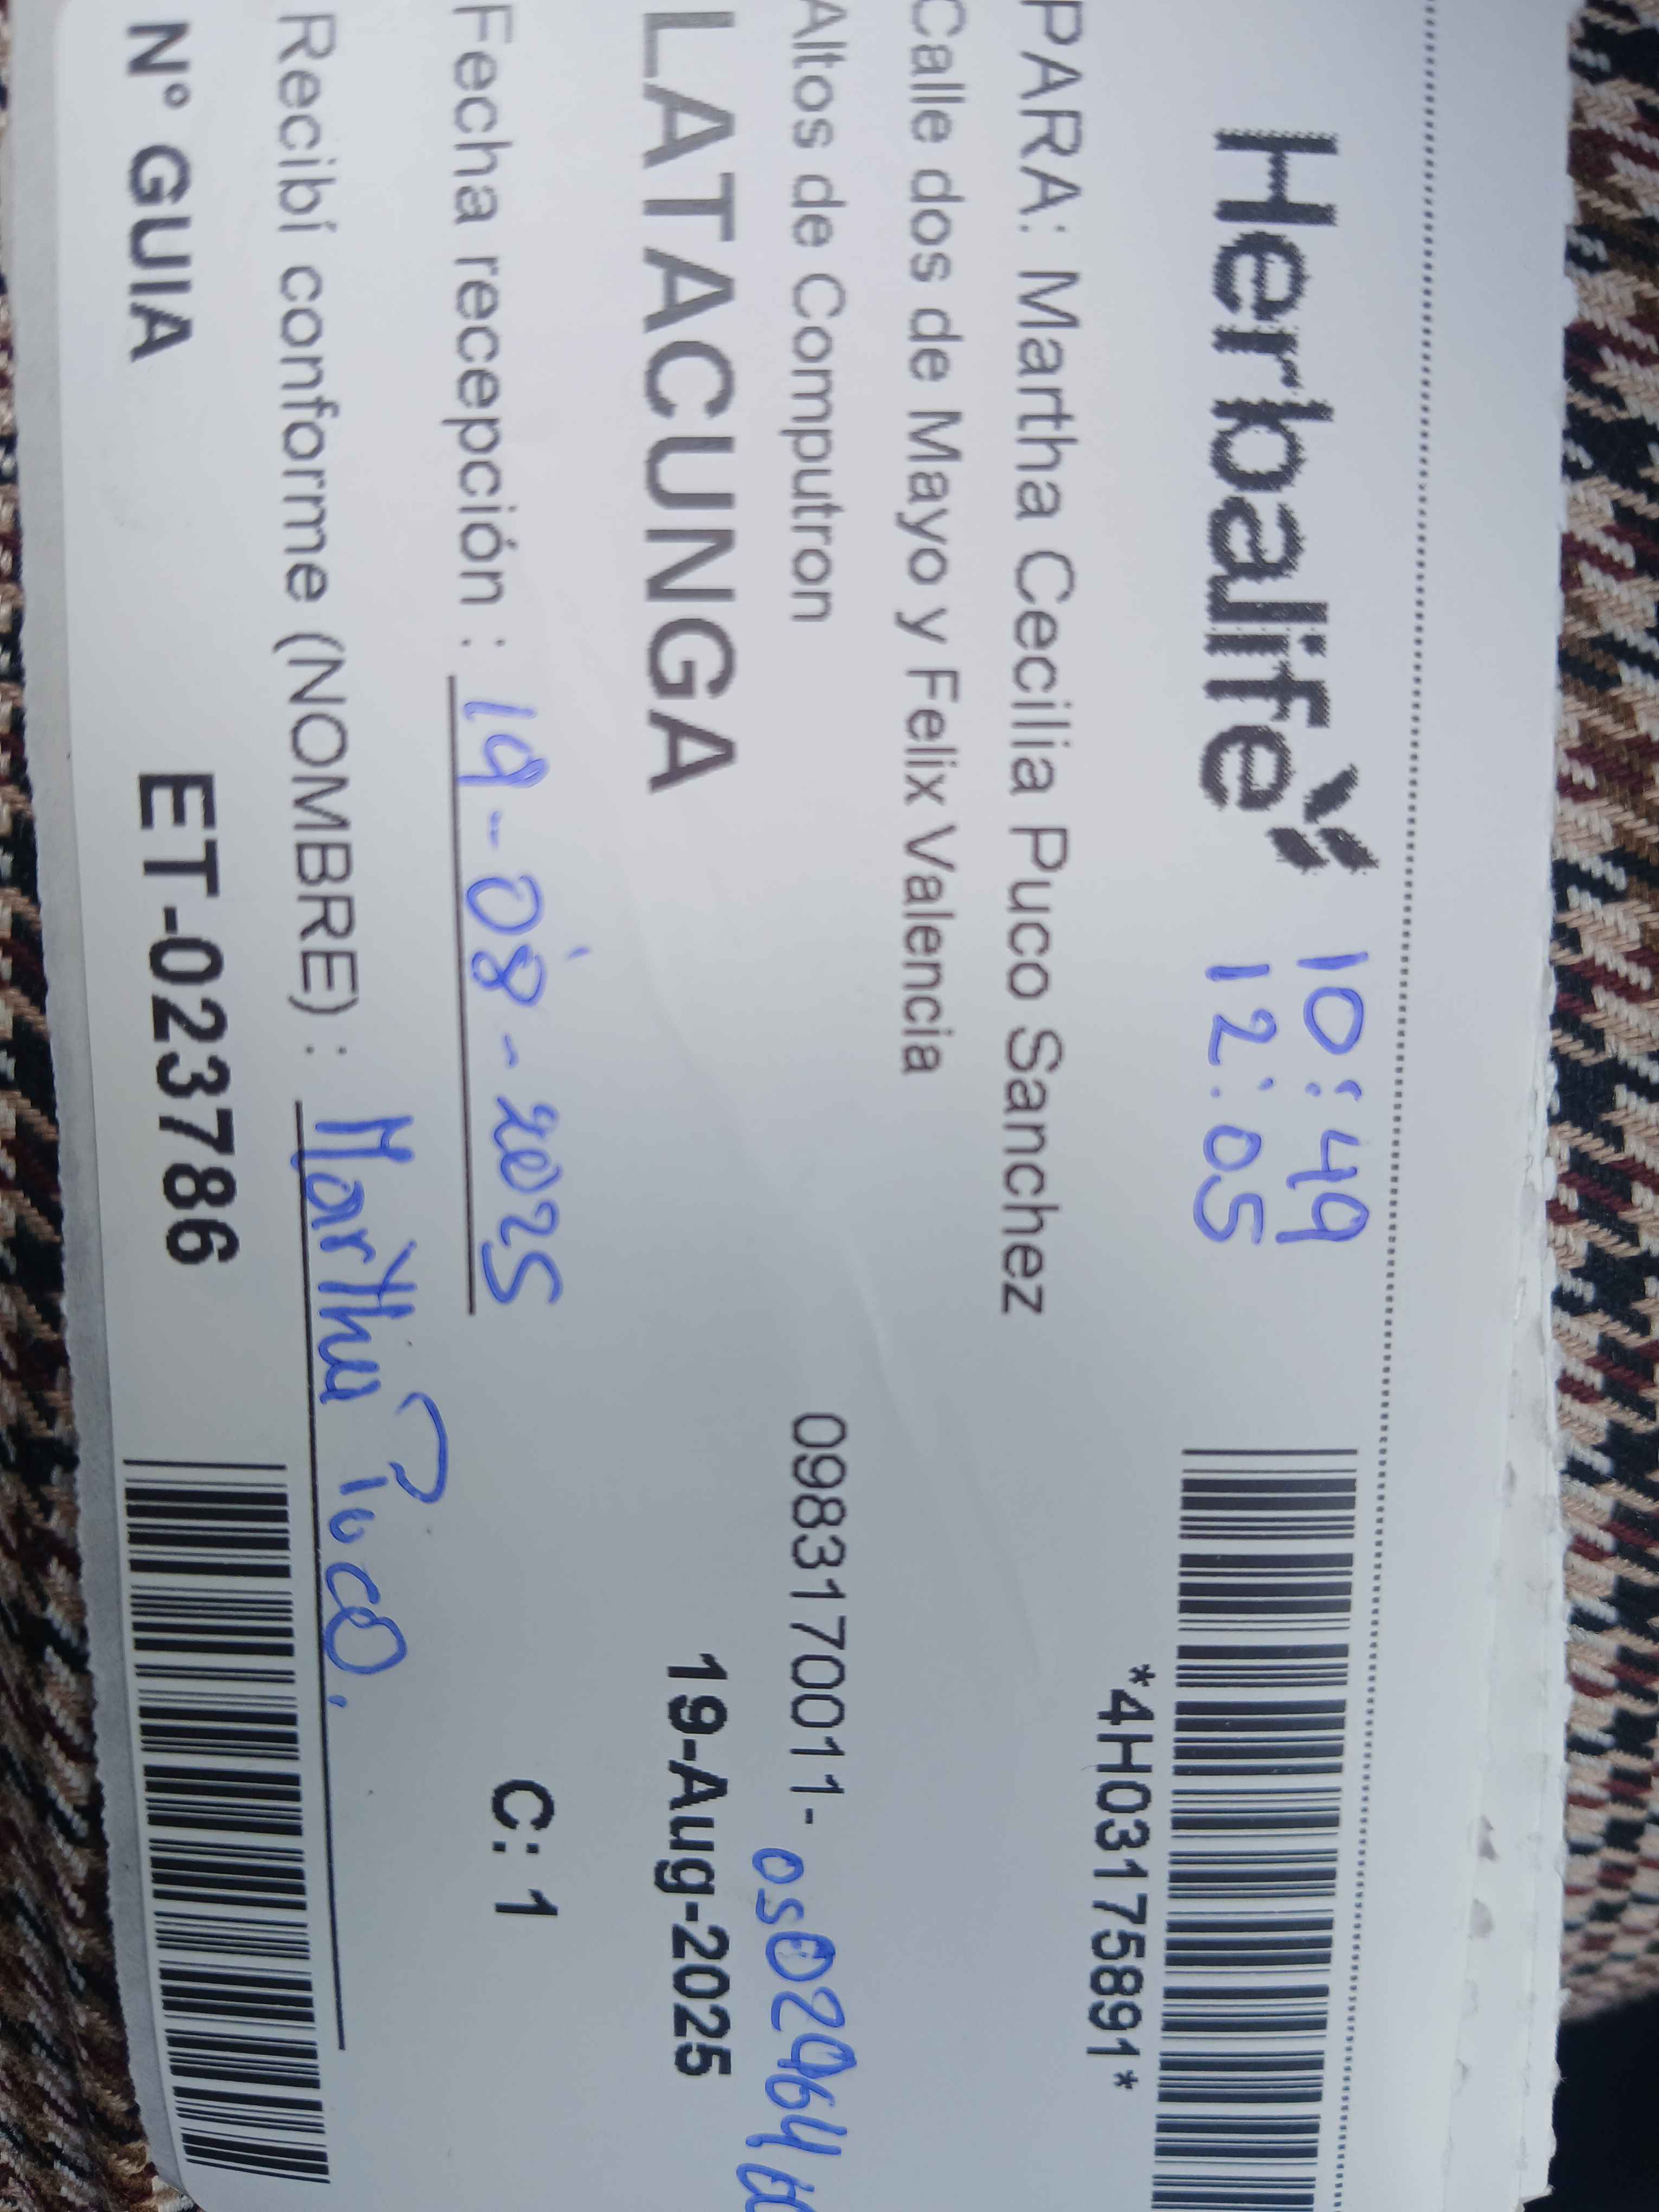 Herbalife
10:49
12:05
*4H03175891*
PARA: Martha Cecilia Puco Sanchez
Calle dos de Mayo y Felix Valencia
Altos de Computron
0983170011-
LATACUNGA
19-Aug-2025
Fecha recepción : 19-08-2025
C: 1
Recibí conforme (NOMBRE) : Martha Puco.
N° GUIA
ET-023786